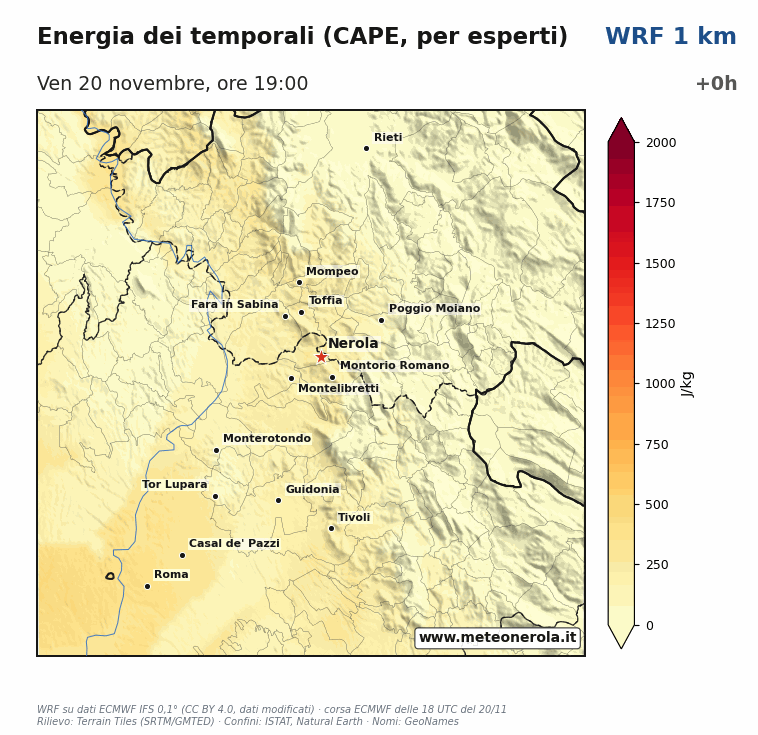 Energia dei temporali (CAPE, per esperti)
WRF 1 km
Ven 20 novembre, ore 19:00
+0h
Rieti
Mompeo
Toffia
Fara in Sabina
Poggio Moiano
Nerola
Montorio Romano
Montelibretti
Monterotondo
Tor Lupara
Guidonia
Tivoli
Casal de' Pazzi
Roma
www.meteonerola.it
2000
1750
1500
1250
1000
750
500
250
0
J/kg
WRF su dati ECMWF IFS 0,1° (CC BY 4.0, dati modificati) · corsa ECMWF delle 18 UTC del 20/11
Rilievo: Terrain Tiles (SRTM/GMTED) · Confini: ISTAT, Natural Earth · Nomi: GeoNames